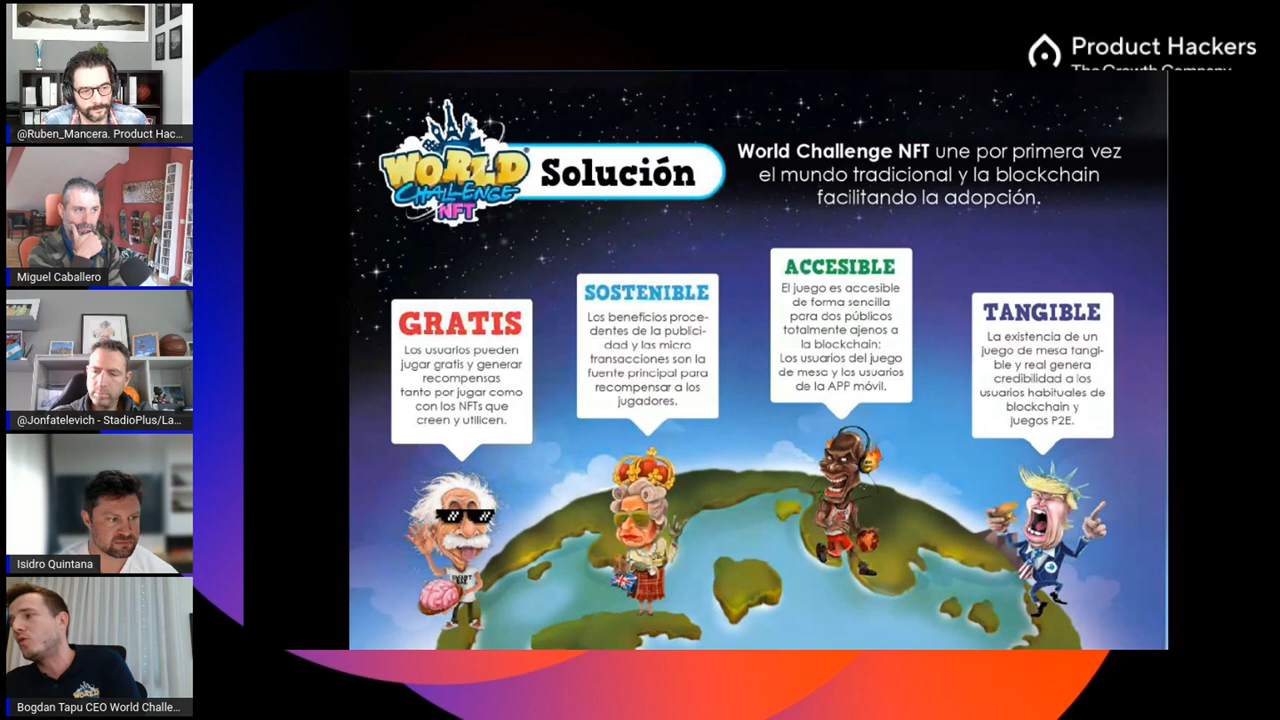 @Ruben_Mancera. Product Hac...
Miguel Caballero
@Jonfatelevich - StadioPlus/La...
Isidro Quintana
WORLD
Bogdan Tapu CEO World Challe...
Product Hackers
The Growth Company
WORLD
CHALLENGE
NFT
Solución
World Challenge NFT une por primera vez
el mundo tradicional y la blockchain
facilitando la adopción.
GRATIS
Los usuarios pueden
jugar gratis y generar
recompensas
tanto por jugar como
con los NFTs que
creen y utilicen.
SOSTENIBLE
Los beneficios proce-
dentes de la publici-
dad y las micro
transacciones son la
fuente principal para
recompensar a los
jugadores.
ACCESIBLE
El juego es accesible
de forma sencilla
para dos públicos
totalmente ajenos a
la blockchain:
Los usuarios del juego
de mesa y los usuarios
de la APP móvil.
TANGIBLE
La existencia de un
juego de mesa tangi-
ble y real genera
credibilidad a los
usuarios habituales de
blockchain y
juegos P2E.